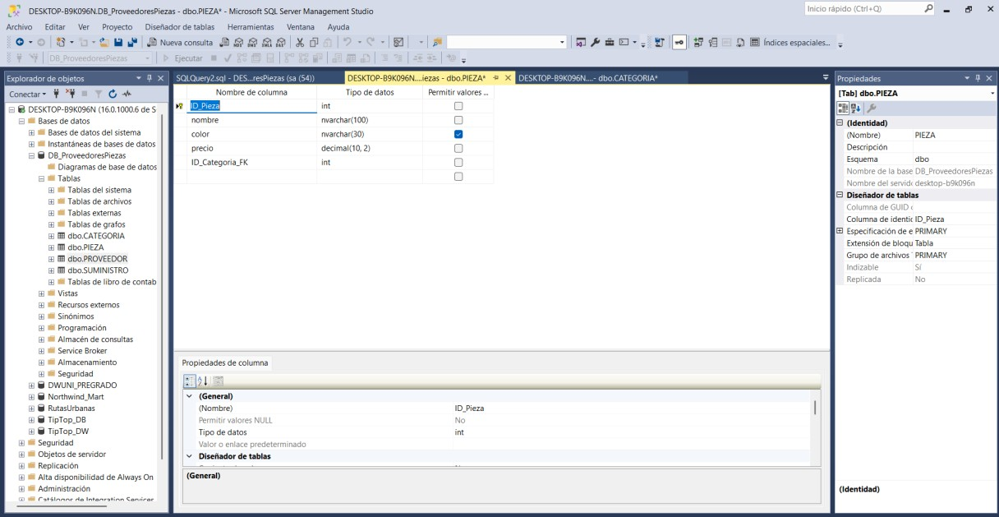 DESKTOP-B9K096N.DB_ProveedoresPiezas - dbo.PIEZA* - Microsoft SQL Server Management Studio
Inicio rápido (Ctrl+Q)
Archivo Editar Ver Proyecto Diseñador de tablas Herramientas Ventana Ayuda
Nueva consulta
Índices espaciales...
DB_ProveedoresPiezas
Ejecutar
Explorador de objetos
Conectar
DESKTOP-B9K096N (16.0.1000.6 de S
Bases de datos
Bases de datos del sistema
Instantáneas de bases de datos
DB_ProveedoresPiezas
Diagramas de base de datos
Tablas
Tablas del sistema
Tablas de archivos
Tablas externas
Tablas de grafos
dbo.CATEGORIA
dbo.PIEZA
dbo.PROVEEDOR
dbo.SUMINISTRO
Tablas de libro de contab
Vistas
Recursos externos
Sinónimos
Programación
Almacén de consultas
Service Broker
Almacenamiento
Seguridad
DWUNI_PREGRADO
Northwind_Mart
RutasUrbanas
TipTop_DB
TipTop_DW
Seguridad
Objetos de servidor
Replicación
Alta disponibilidad de Always On
Administración
Catálogos de Integration Services
SQLQuery2.sql - DES...resPiezas (sa (54))
DESKTOP-B9K096N....iezas - dbo.PIEZA*
DESKTOP-B9K096N....- dbo.CATEGORIA*
Nombre de columna Tipo de datos Permitir valores ...
ID_Pieza int
nombre nvarchar(100)
color nvarchar(30)
precio decimal(10, 2)
ID_Categoria_FK int
Propiedades de columna
(General)
(Nombre) ID_Pieza
Permitir valores NULL No
Tipo de datos int
Valor o enlace predeterminado
Diseñador de tablas
(General)
Propiedades
[Tab] dbo.PIEZA
(Identidad)
(Nombre) PIEZA
Descripción
Esquema dbo
Nombre de la base DB_ProveedoresPiezas
Nombre del servide desktop-b9k096n
Diseñador de tablas
Columna de GUID
Columna de identi ID_Pieza
Especificación de e PRIMARY
Extensión de bloqu Tabla
Grupo de archivos PRIMARY
Indizable Sí
Replicada No
(Identidad)